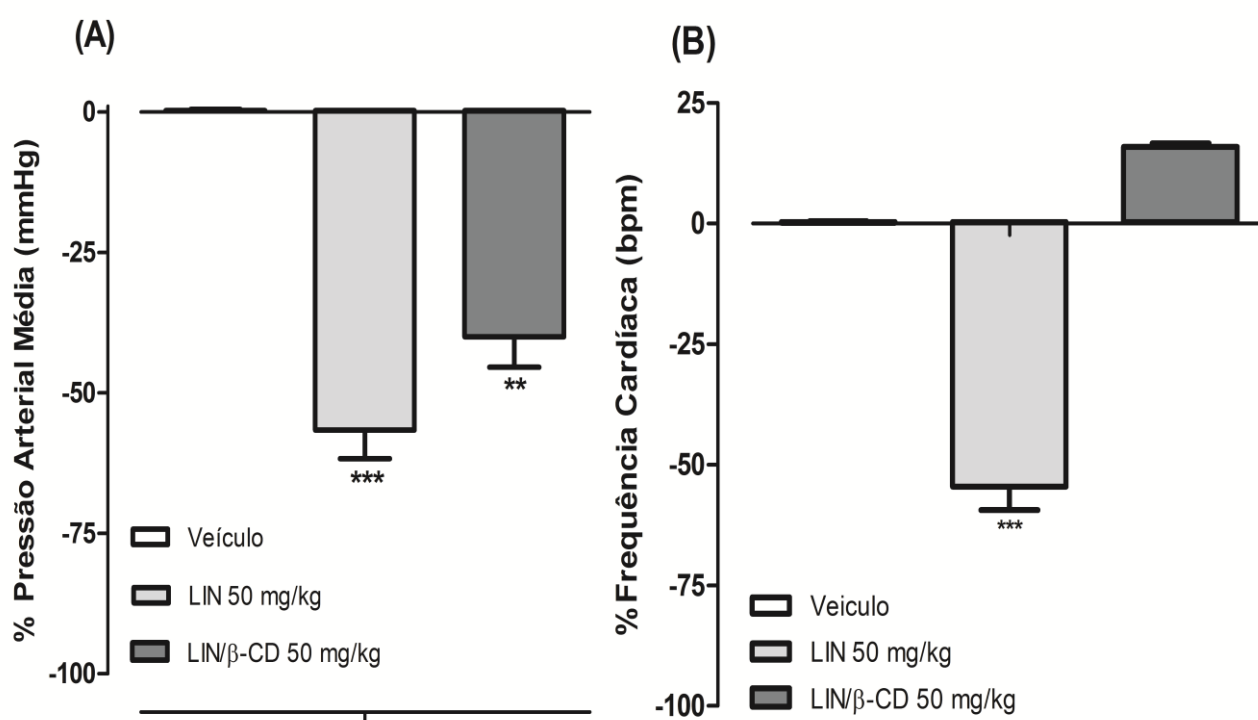 (A)
% Pressão Arterial Média (mmHg)
0
-25
-50
-75
-100
***
**
Veículo
LIN 50 mg/kg
LIN/β-CD 50 mg/kg
(B)
%Frequência Cardíaca (bpm)
25
0
-25
-50
-75
-100
***
Veiculo
LIN 50 mg/kg
LIN/β-CD 50 mg/kg